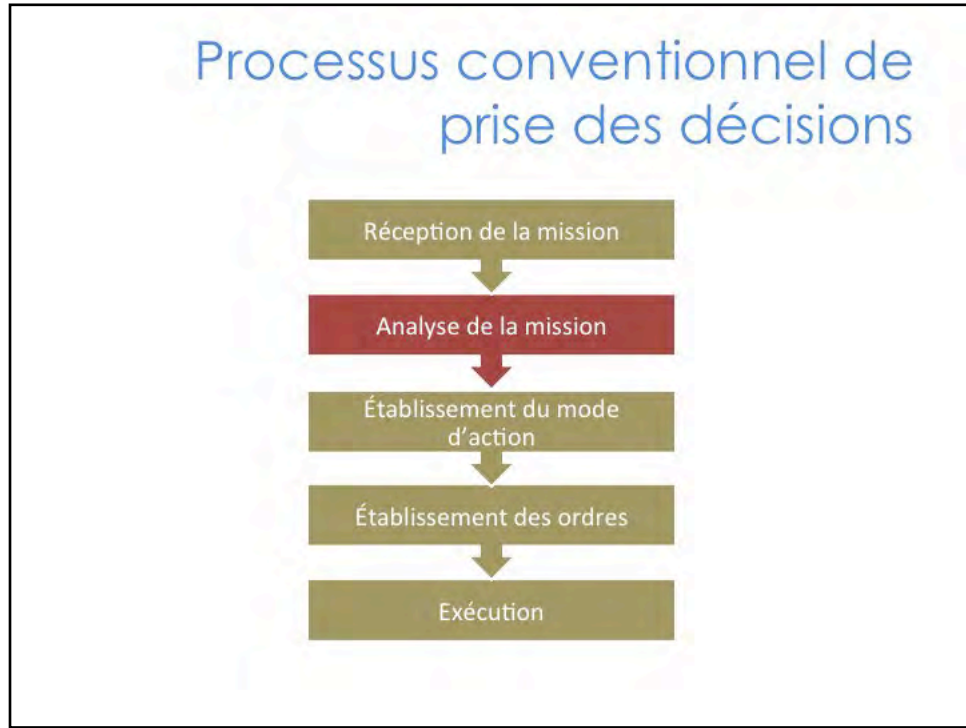 Processus conventionnel de
prise des décisions
Réception de la mission
Analyse de la mission
Établissement du mode
d'action
Établissement des ordres
Exécution